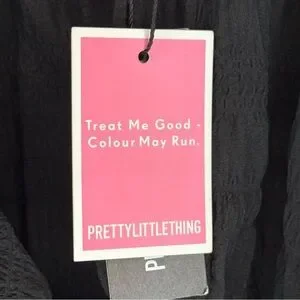 Treat Me Good -
Colour May Run.
PRETTYLITTLETHING